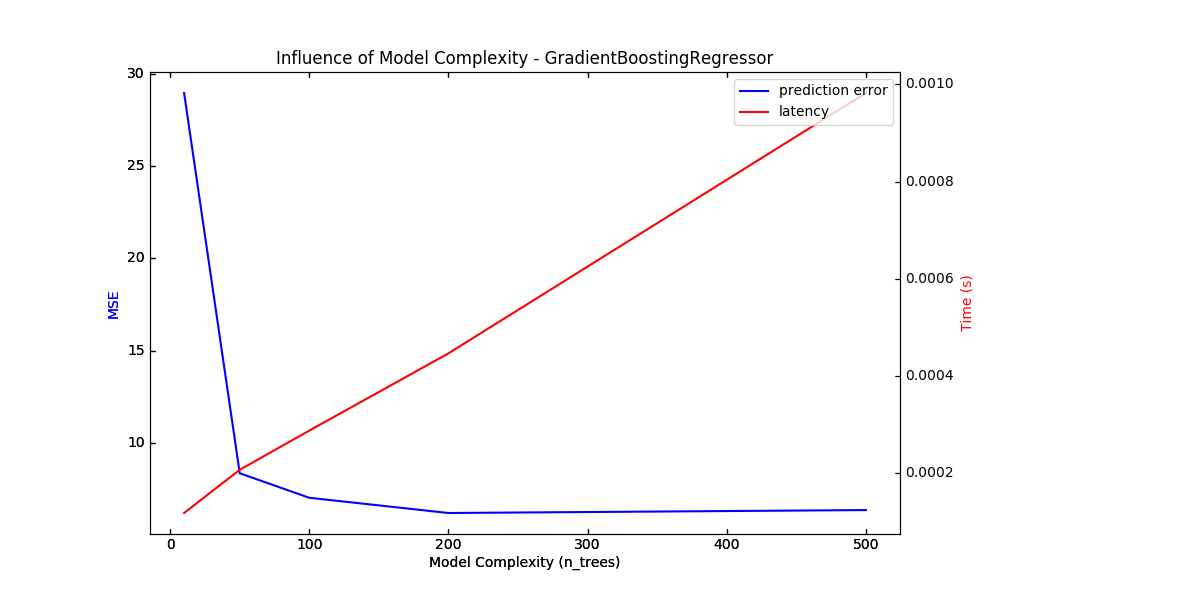 Influence of Model Complexity - GradientBoostingRegressor
prediction error
latency
30
25
20
15
10
MSE
0.0010
0.0008
0.0006
0.0004
0.0002
Time (s)
0 100 200 300 400 500
Model Complexity (n_trees)